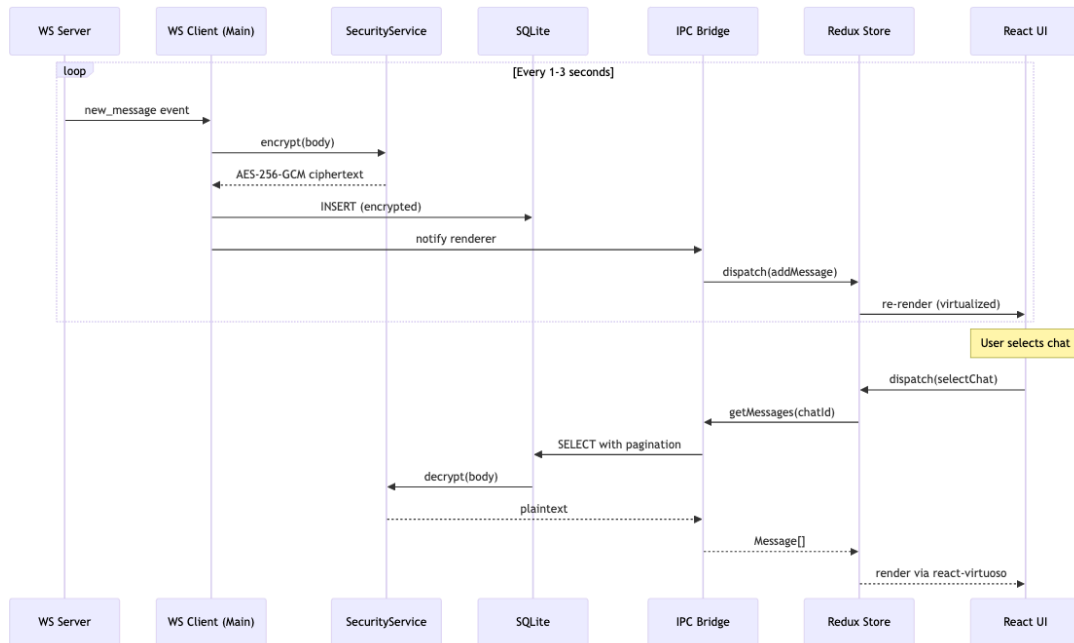 WS Server
WS Client (Main)
SecurityService
SQLite
IPC Bridge
Redux Store
React UI
loop
[Every 1-3 seconds]
new_message event
encrypt(body)
AES-256-GCM ciphertext
INSERT (encrypted)
notify renderer
dispatch(addMessage)
re-render (virtualized)
User selects chat
dispatch(selectChat)
getMessages(chatId)
SELECT with pagination
decrypt(body)
plaintext
Message[]
render via react-virtuoso
WS Server
WS Client (Main)
SecurityService
SQLite
IPC Bridge
Redux Store
React UI